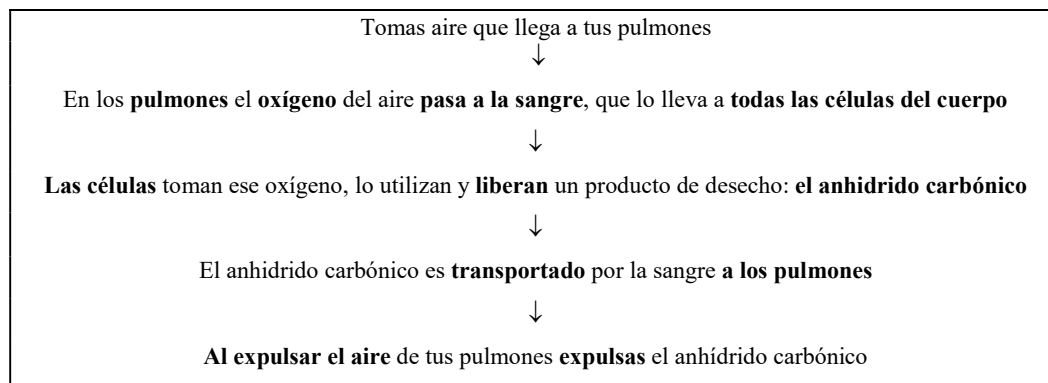 Tomas aire que llega a tus pulmones
↓
En los pulmones el oxígeno del aire pasa a la sangre, que lo lleva a todas las células del cuerpo
↓
Las células toman ese oxígeno, lo utilizan y liberan un producto de desecho: el anhidrido carbónico
↓
El anhidrido carbónico es transportado por la sangre a los pulmones
↓
Al expulsar el aire de tus pulmones expulsas el anhídrido carbónico